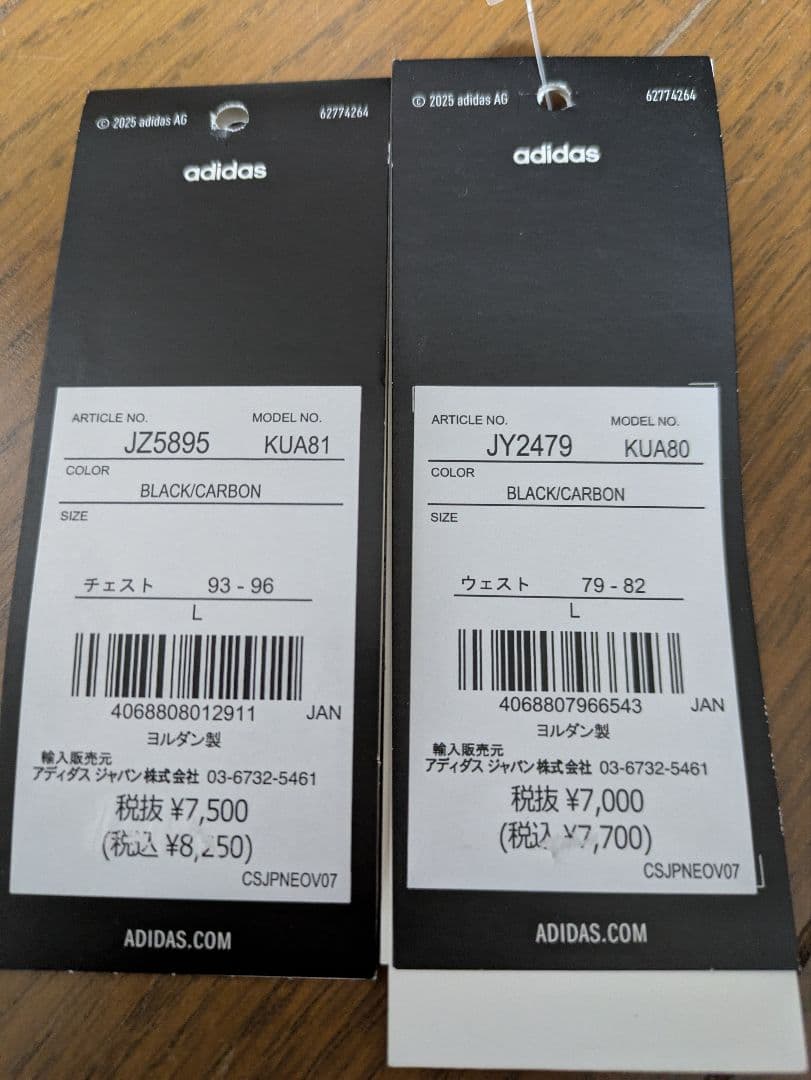 © 2025 adidas AG
62774264
adidas
ARTICLE NO.
MODEL NO.
JZ5895
KUA81
COLOR
BLACK/CARBON
SIZE
チェスト 93 - 96
L
4068808012911 JAN
ヨルダン製
輸入販売元
アディダス ジャパン株式会社 03-6732-5461
税抜 ¥7,500
(税込 ¥8,250)
CSJPNEOV07
ADIDAS.COM
© 2025 adidas AG
62774264
adidas
ARTICLE NO.
MODEL NO.
JY2479
KUA80
COLOR
BLACK/CARBON
SIZE
ウェスト 79 - 82
L
4068807966543 JAN
ヨルダン製
輸入販売元
アディダス ジャパン株式会社 03-6732-5461
税抜 ¥7,000
(税込 ¥7,700)
CSJPNEOV07
ADIDAS.COM